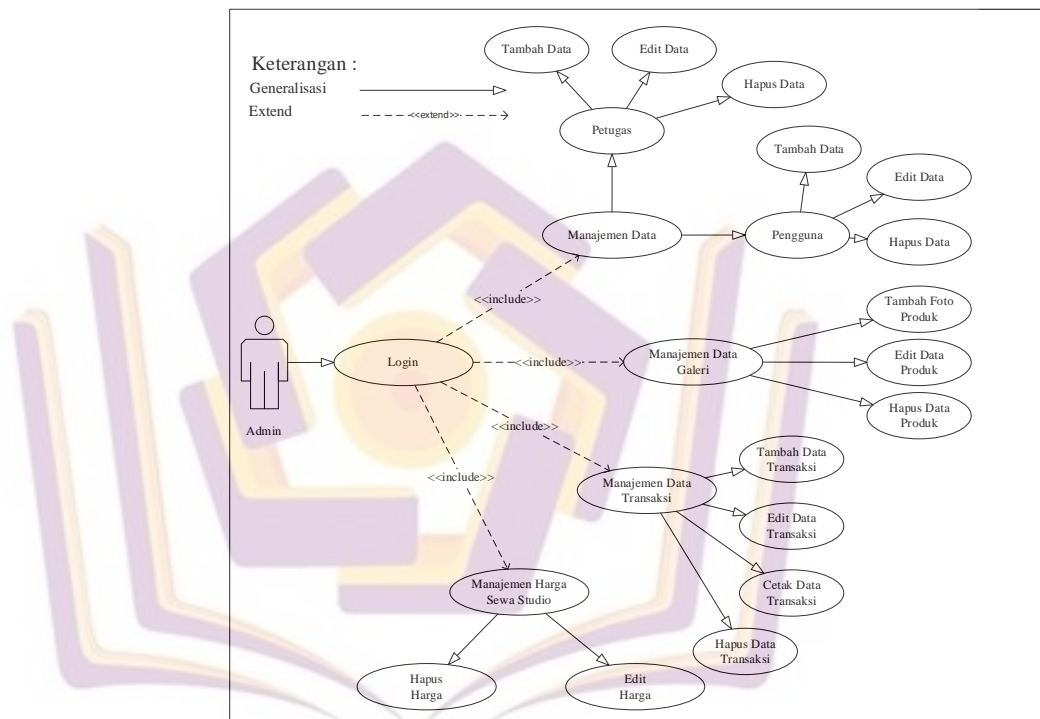 Keterangan :
Generalisasi
Extend
<<extend>>
Tambah Data
Edit Data
Hapus Data
Petugas
Tambah Data
Edit Data
Manajemen Data
Pengguna
Hapus Data
<<include>>
Tambah Foto
Produk
Login
<<include>>
Manajemen Data
Galeri
Edit Data
Produk
Hapus Data
Produk
Admin
<<include>>
Tambah Data
Transaksi
<<include>>
Manajemen Data
Transaksi
Edit Data
Transaksi
Manajemen Harga
Sewa Studio
Cetak Data
Transaksi
Hapus Data
Transaksi
Hapus
Harga
Edit
Harga